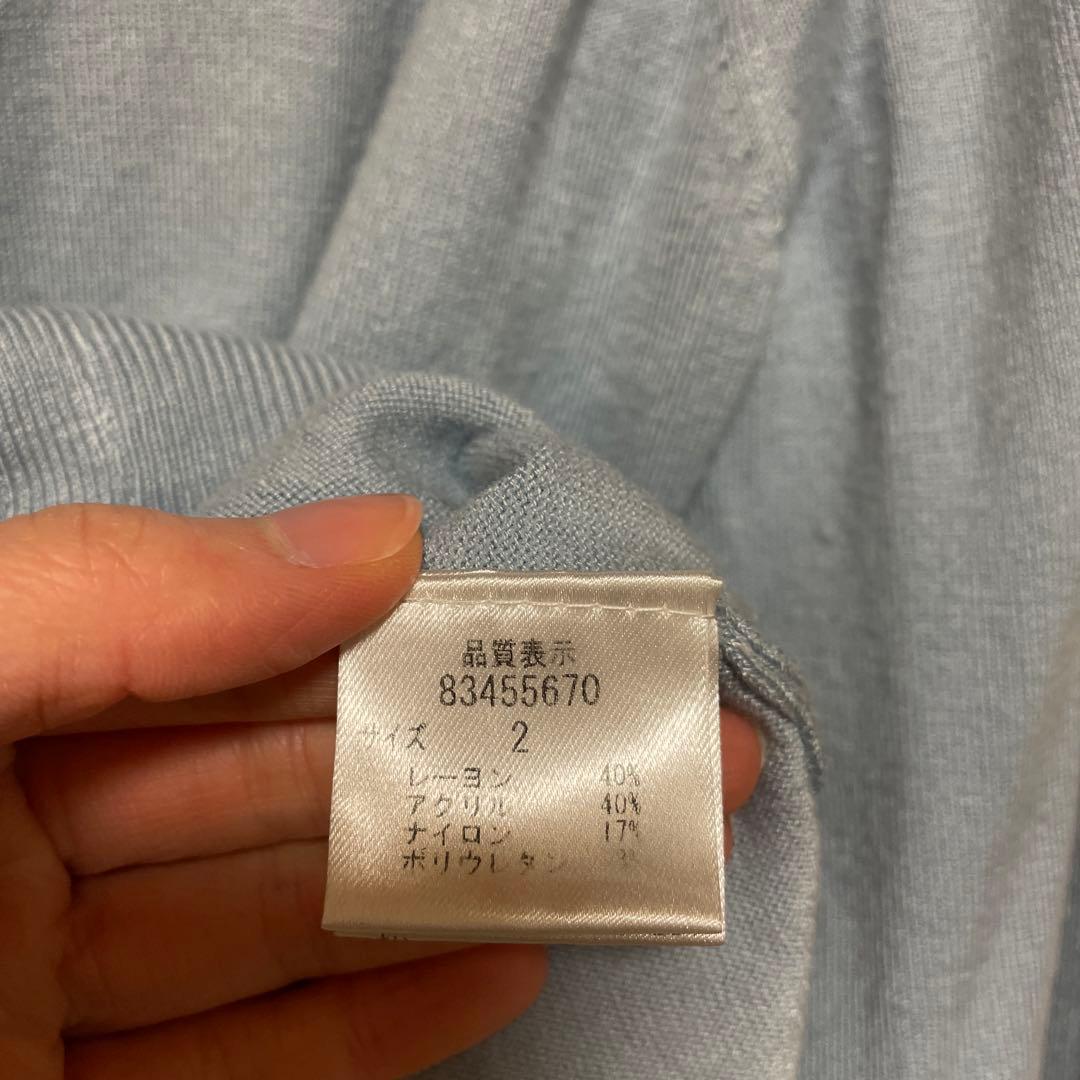 品質表示
83455670
サイズ 2
レーヨン 40%
アクリル 40%
ナイロン 17%
ポリウレタン 3%